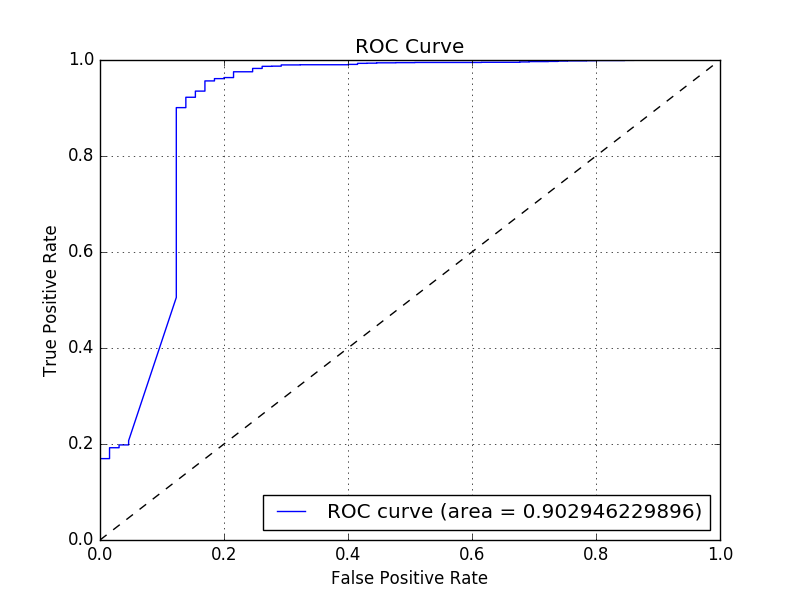 ROC Curve
1.0
0.8
0.6
0.4
0.2
0.0
True Positive Rate
ROC curve (area = 0.902946229896)
0.0 0.2 0.4 0.6 0.8 1.0
False Positive Rate